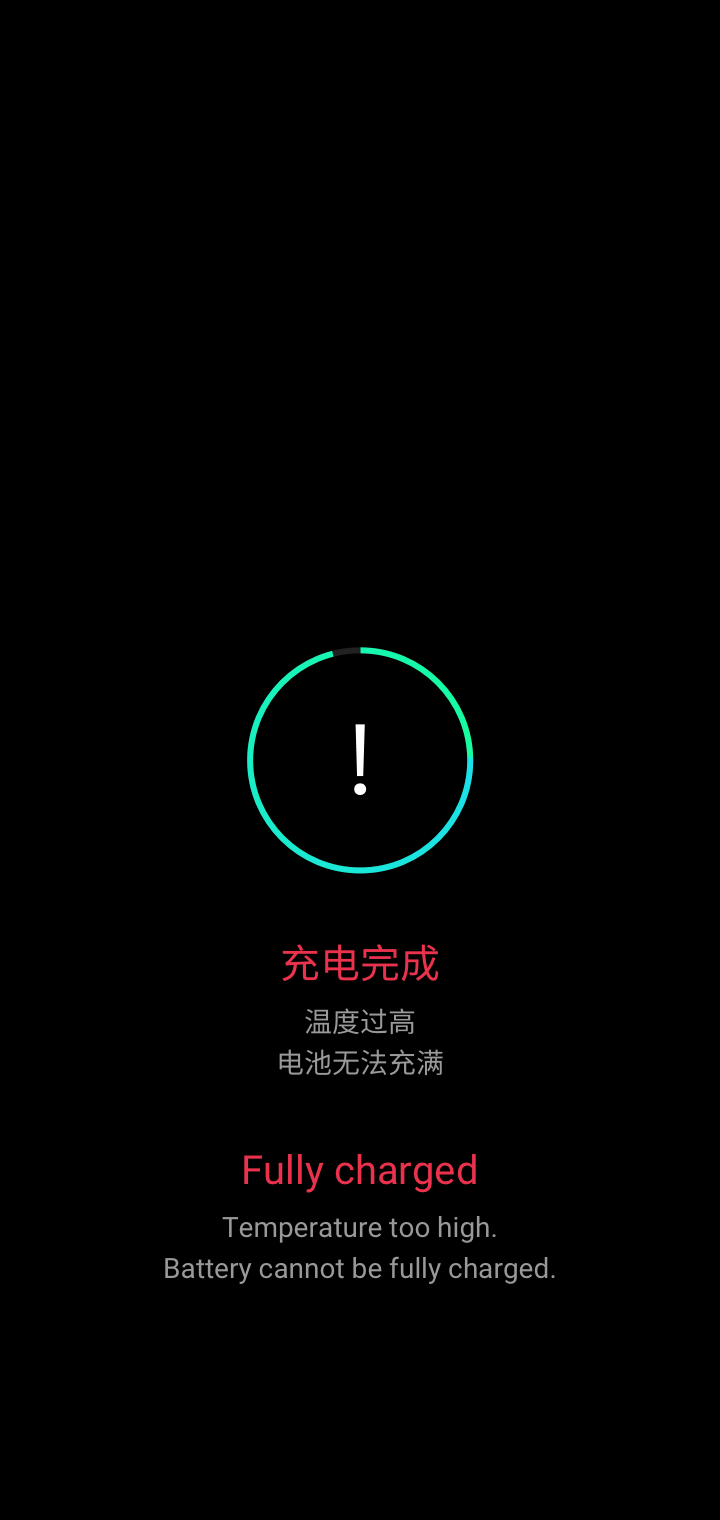 !
充电完成
温度过高
电池无法充满
Fully charged
Temperature too high.
Battery cannot be fully charged.